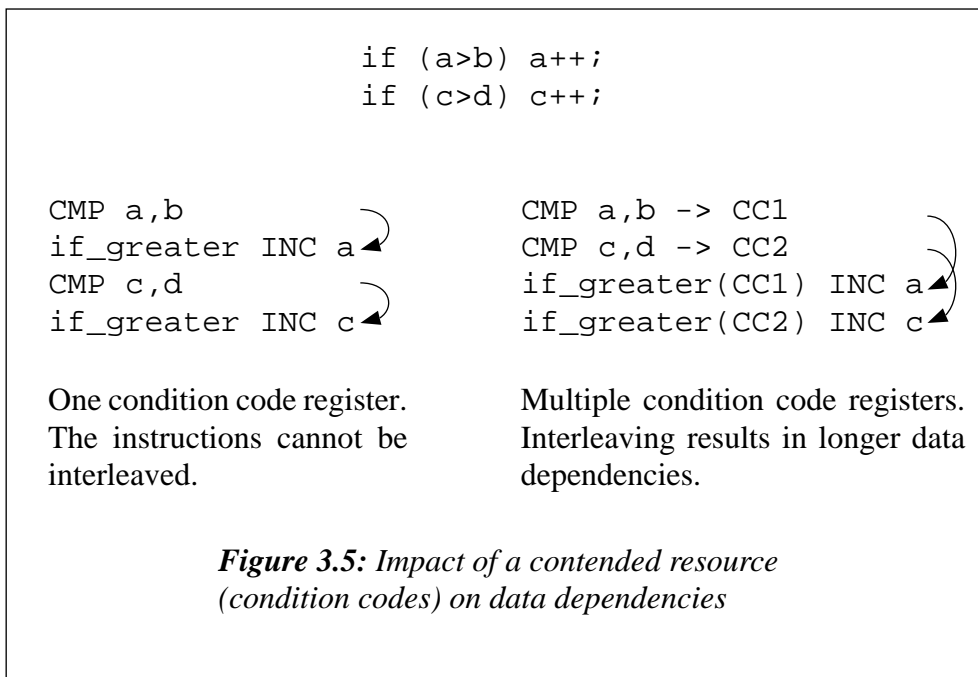 if (a>b) a++;
if (c>d) c++;
CMP a,b
if_greater INC a
CMP c,d
if_greater INC c
One condition code register.
The instructions cannot be
interleaved.
CMP a,b -> CC1
CMP c,d -> CC2
if_greater(CC1) INC a
if_greater(CC2) INC c
Multiple condition code registers.
Interleaving results in longer data
dependencies.
Figure 3.5: Impact of a contended resource
(condition codes) on data dependencies